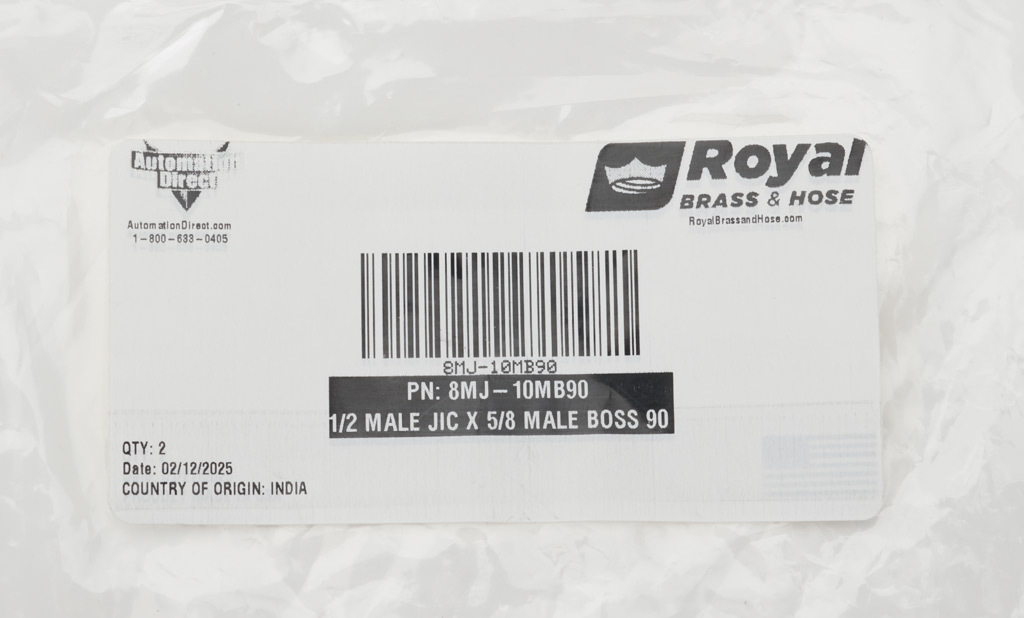 Automation
Direct
AutomationDirect.com
1-800-633-0405
Royal
BRASS & HOSE
RoyalBrassandHose.com
8MJ-10MB90
PN: 8MJ-10MB90
1/2 MALE JIC X 5/8 MALE BOSS 90
QTY: 2
Date: 02/12/2025
COUNTRY OF ORIGIN: INDIA